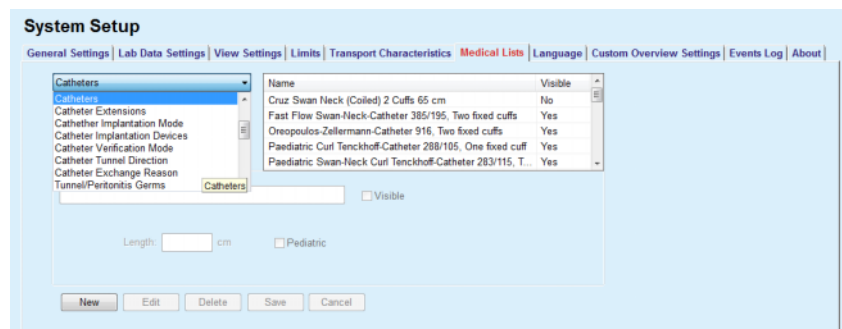 System Setup
General Settings Lab Data Settings View Settings Limits Transport Characteristics Medical Lists Language Custom Overview Settings Events Log About
Catheters
Catheters
Catheter Extensions
Cathether Implantation Mode
Catheter Implantation Devices
Catheter Verification Mode
Catheter Tunnel Direction
Catheter Exchange Reason
Tunnel/Peritonitis Germs
Catheters
Name Visible
Cruz Swan Neck (Coiled) 2 Cuffs 65 cm No
Fast Flow Swan-Neck-Catheter 385/195, Two fixed cuffs Yes
Oreopoulos-Zellermann-Catheter 916, Two fixed cuffs Yes
Paediatric Curl Tenckhoff-Catheter 288/105, One fixed cuff Yes
Paediatric Swan-Neck Curl Tenckhoff-Catheter 283/115, T... Yes
Visible
Length: cm Pediatric
New Edit Delete Save Cancel